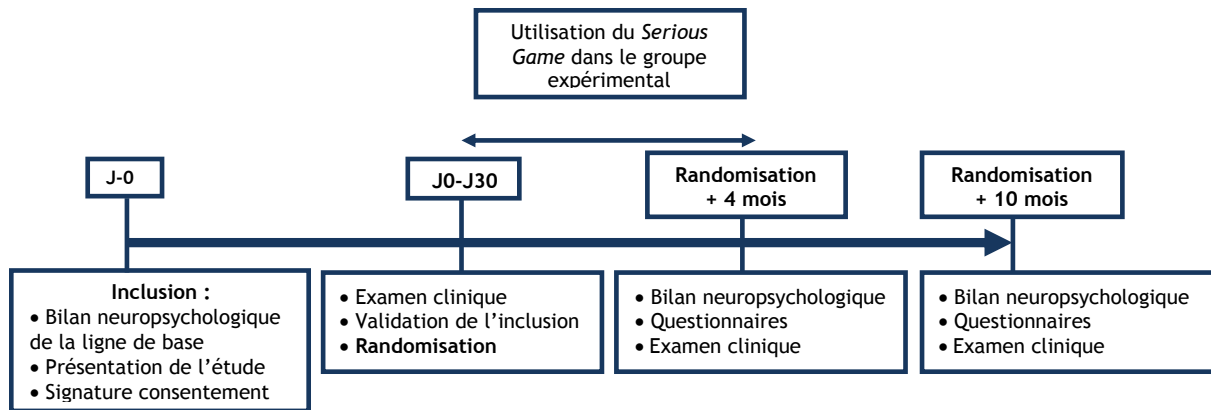 Utilisation du Serious
Game dans le groupe
expérimental
J-0
J0-J30
Randomisation
+ 4 mois
Randomisation
+ 10 mois
Inclusion :
• Bilan neuropsychologique
de la ligne de base
• Présentation de l’étude
• Signature consentement
• Examen clinique
• Validation de l’inclusion
• Randomisation
• Bilan neuropsychologique
• Questionnaires
• Examen clinique
• Bilan neuropsychologique
• Questionnaires
• Examen clinique